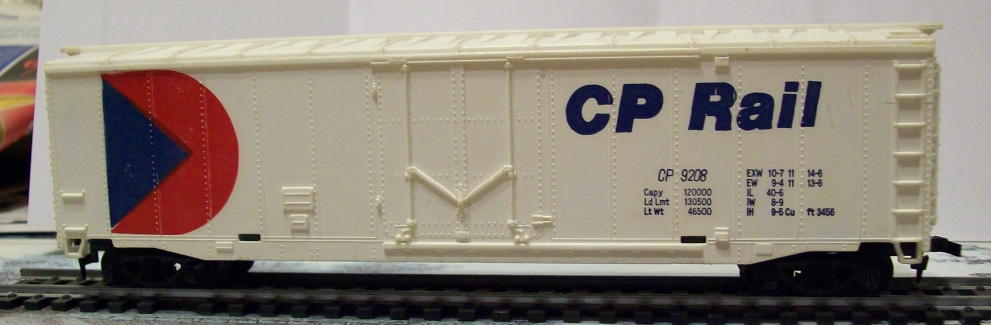 CP Rail
CP 9208
Capy 120000
Ld Lmt 130500
Lt Wt 46500
EXW 10-7 11 14-6
EW 9-4 11 13-6
IL 40-6
IW 8-9
IH 9-6 Cu ft 3456